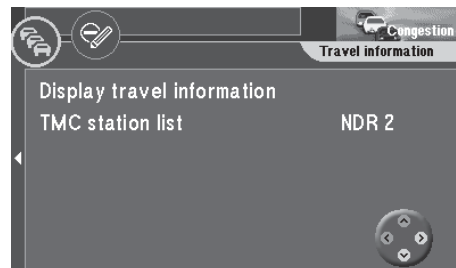 Congestion
Travel information
Display travel information
TMC station list NDR 2